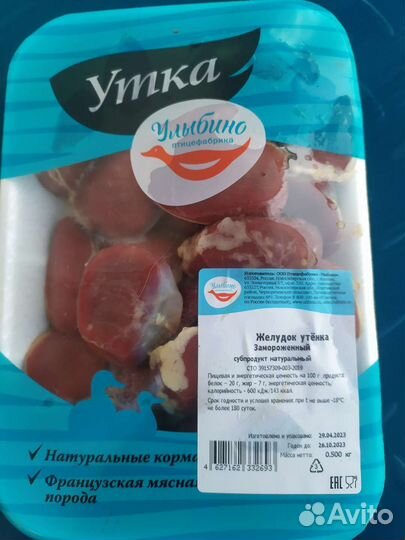 Утка
Улыбино
птицефабрика
Улыбино
Желудок утёнка
Замороженный
субпродукт натуральный
СТО 39157309-003-2019
Пищевая и энергетическая ценность на 100 г продукта:
белок - 20 г, жир - 7 г, энергетическая ценность/
калорийность - 600 кДж/143 ккал.
Срок годности и условия хранения при t не выше -18°С:
не более 180 суток.
Изготовлено и упаковано: 29.04.2023
Годен до: 26.10.2023
Масса нетто: 0.500 кг
4 627162 332693
EAC
Натуральные корма
Французская мясная
порода
Avito